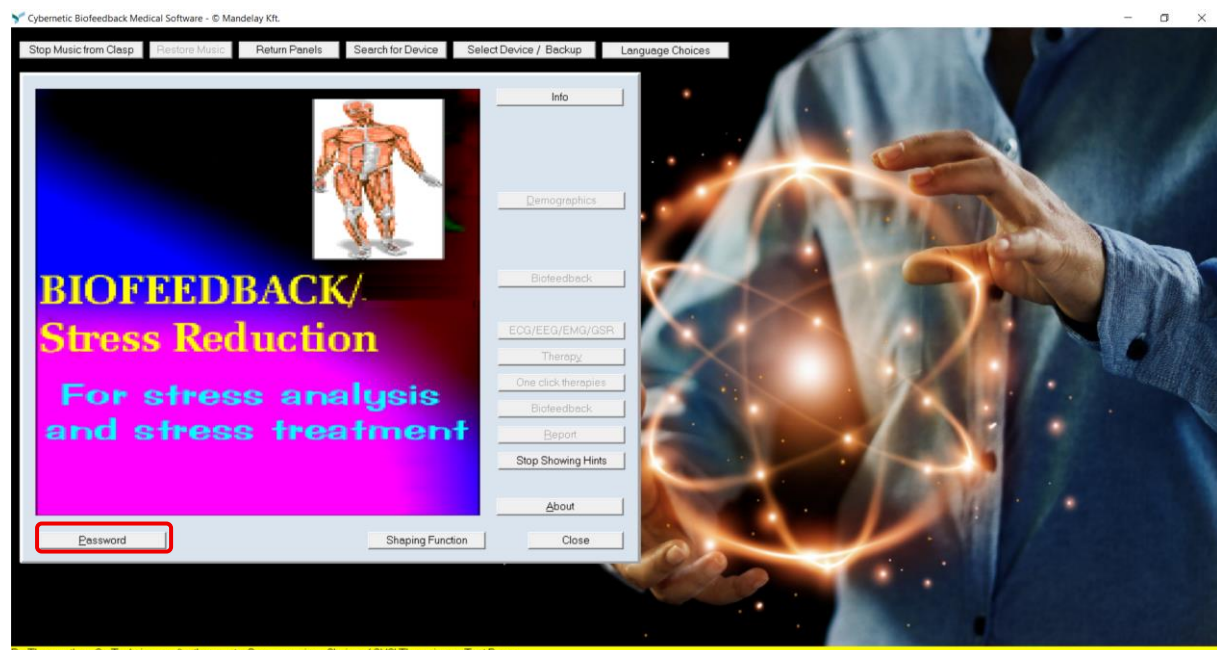 Cybernetic Biofeedback Medical Software - © Mandelay Kft.
Stop Music from Clasp Restore Music Return Panels Search for Device Select Device / Backup Language Choices
Info
Demographics
Biofeedback
BIOFEEDBACK/
Stress Reduction
ECG/EEG/EMG/GSR
Therapy
One click therapies
For stress analysis
and stress treatment
Biofeedback
Report
Stop Showing Hints
About
Password Shaping Function Close